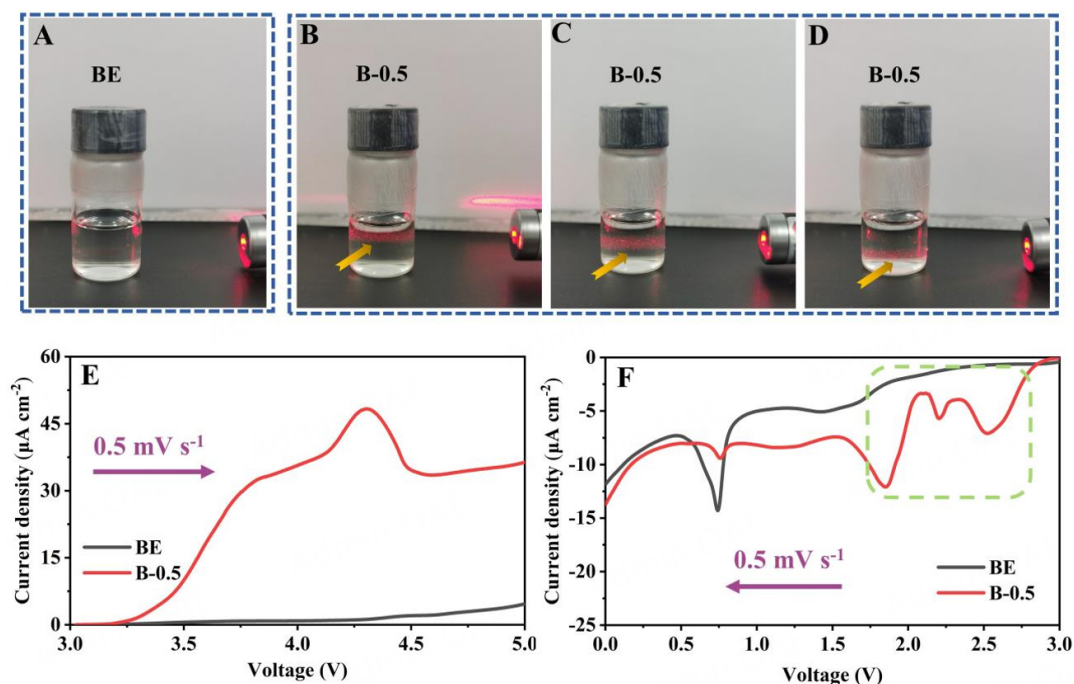 A
BE
B
B-0.5
C
B-0.5
D
B-0.5
E
60
45
30
15
0
Current density (µA cm⁻²)
0.5 mV s⁻¹
BE
B-0.5
3.0 3.5 4.0 4.5 5.0
Voltage (V)
F
0
-5
-10
-15
-20
-25
Current density (µA cm⁻²)
0.5 mV s⁻¹
BE
B-0.5
0.0 0.5 1.0 1.5 2.0 2.5 3.0
Voltage (V)